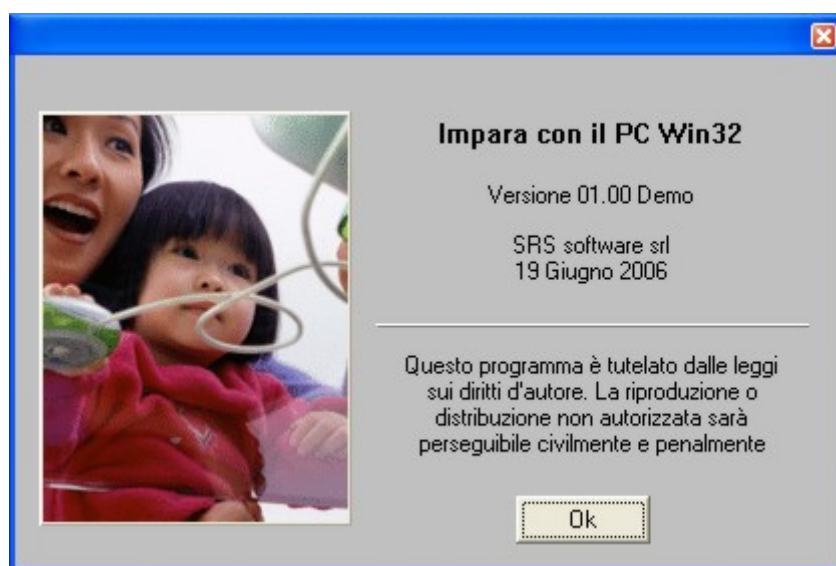 Impara con il PC Win32
Versione 01.00 Demo
SRS software srl
19 Giugno 2006
Questo programma è tutelato dalle leggi
sui diritti d'autore. La riproduzione o
distribuzione non autorizzata sarà
perseguibile civilmente e penalmente
Ok